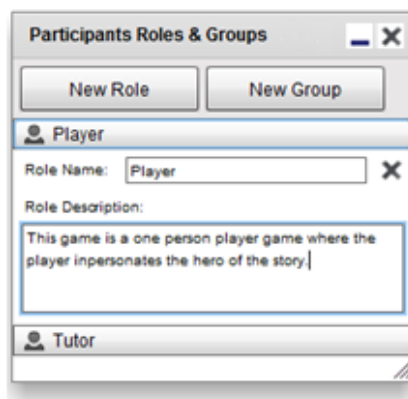 Participants Roles & Groups
New Role New Group
Player
Role Name: Player
Role Description:
This game is a one person player game where the
player inpersonates the hero of the story.
Tutor